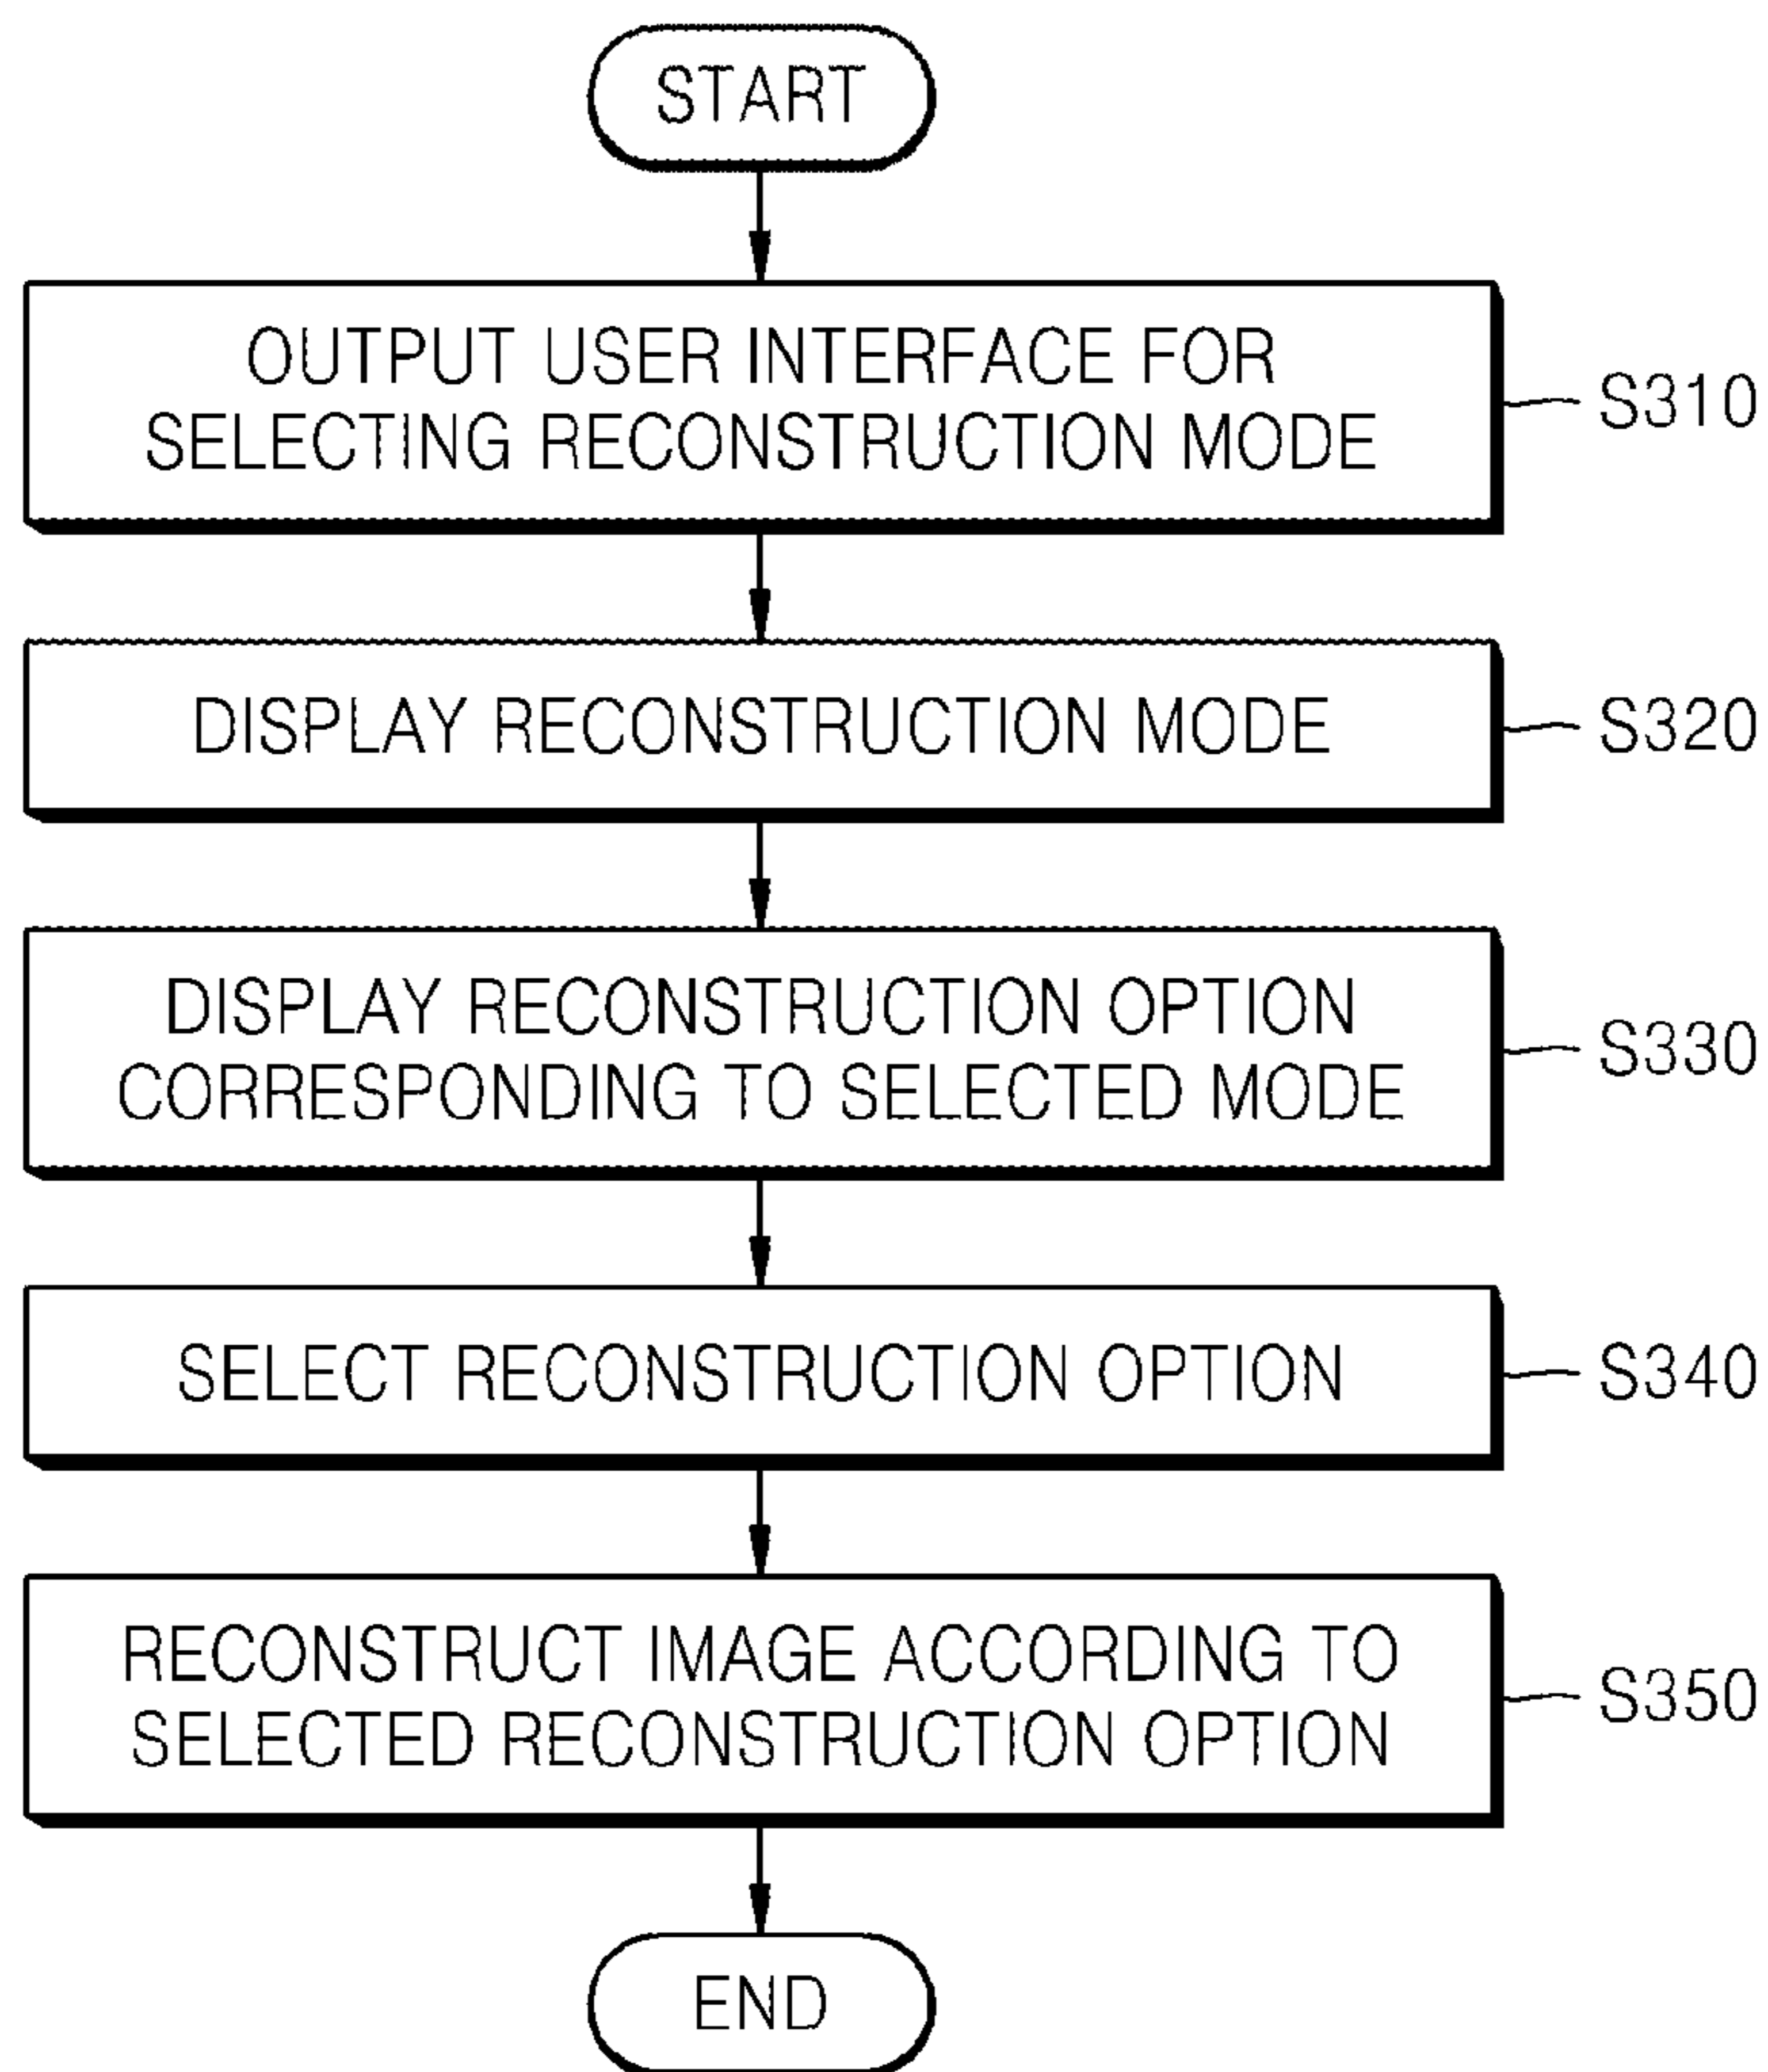 START
OUTPUT USER INTERFACE FOR
SELECTING RECONSTRUCTION MODE
S310
DISPLAY RECONSTRUCTION MODE
S320
DISPLAY RECONSTRUCTION OPTION
CORRESPONDING TO SELECTED MODE
S330
SELECT RECONSTRUCTION OPTION
S340
RECONSTRUCT IMAGE ACCORDING TO
SELECTED RECONSTRUCTION OPTION
S350
END